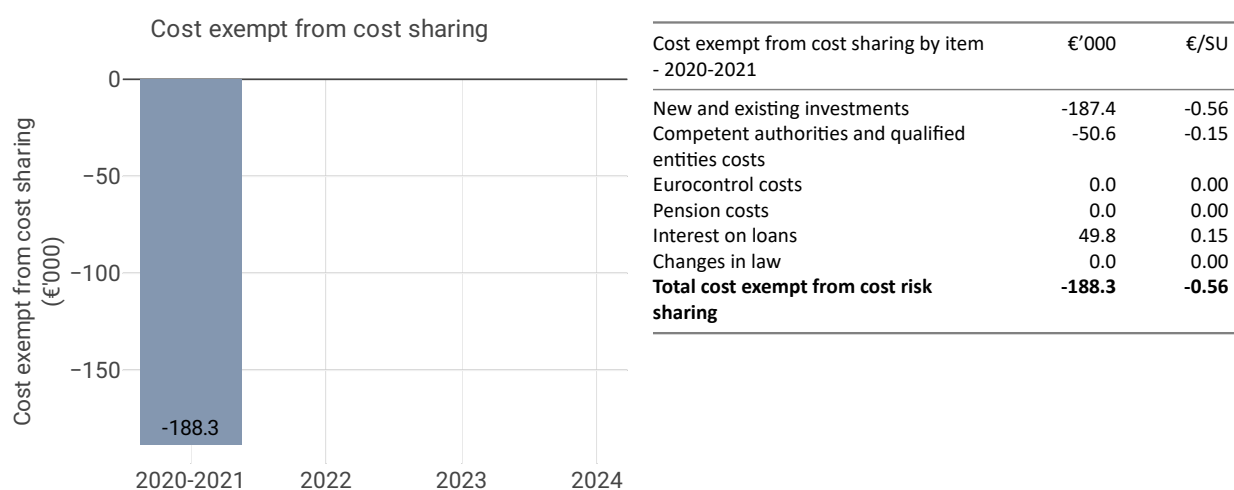 Cost exempt from cost sharing
Cost exempt from cost sharing
(€'000)
0
−50
−100
−150
-188.3
2020-2021
2022
2023
2024
Cost exempt from cost sharing by item €’000 €/SU
- 2020-2021
New and existing investments -187.4 -0.56
Competent authorities and qualified -50.6 -0.15
entities costs
Eurocontrol costs 0.0 0.00
Pension costs 0.0 0.00
Interest on loans 49.8 0.15
Changes in law 0.0 0.00
Total cost exempt from cost risk -188.3 -0.56
sharing